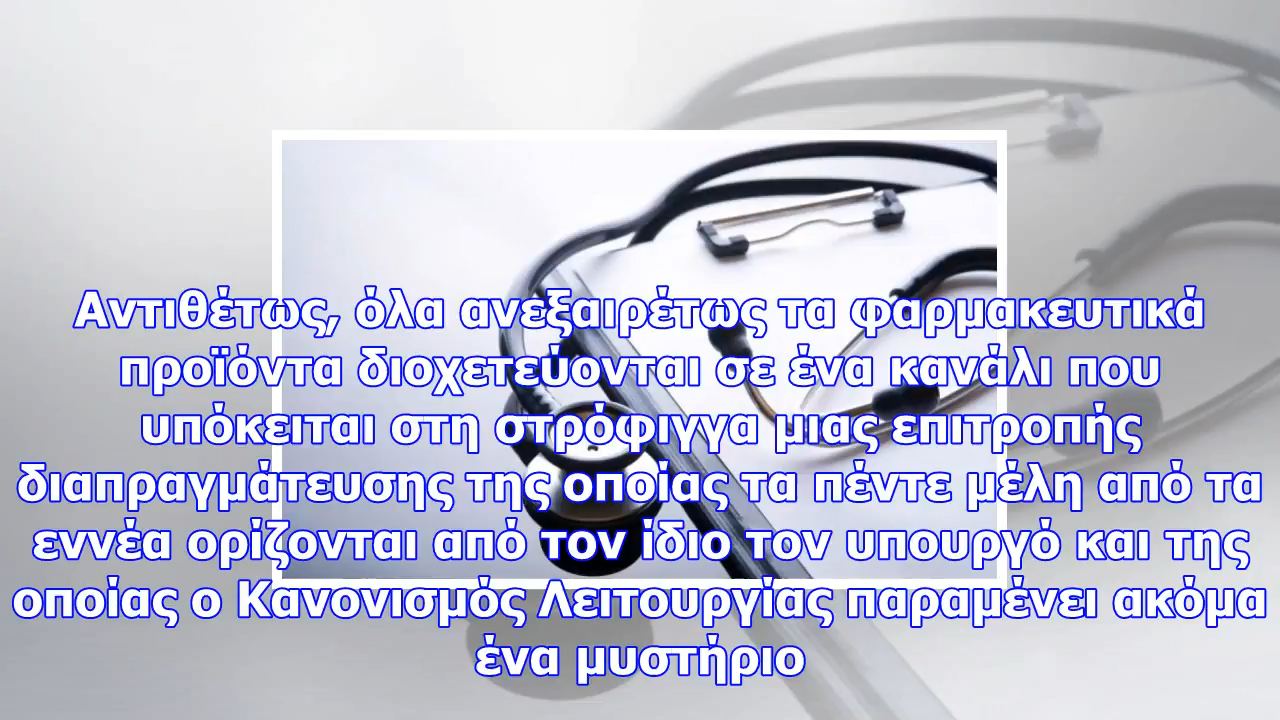 Αντιθέτως, όλα ανεξαιρέτως τα φαρμακευτικά
προϊόντα διοχετεύονται σε ένα κανάλι που
υπόκειται στη στρόφιγγα μιας επιτροπής
διαπραγμάτευσης της οποίας τα πέντε μέλη από τα
εννέα ορίζονται από τον ίδιο τον υπουργό και της
οποίας ο Κανονισμός Λειτουργίας παραμένει ακόμα
ένα μυστήριο